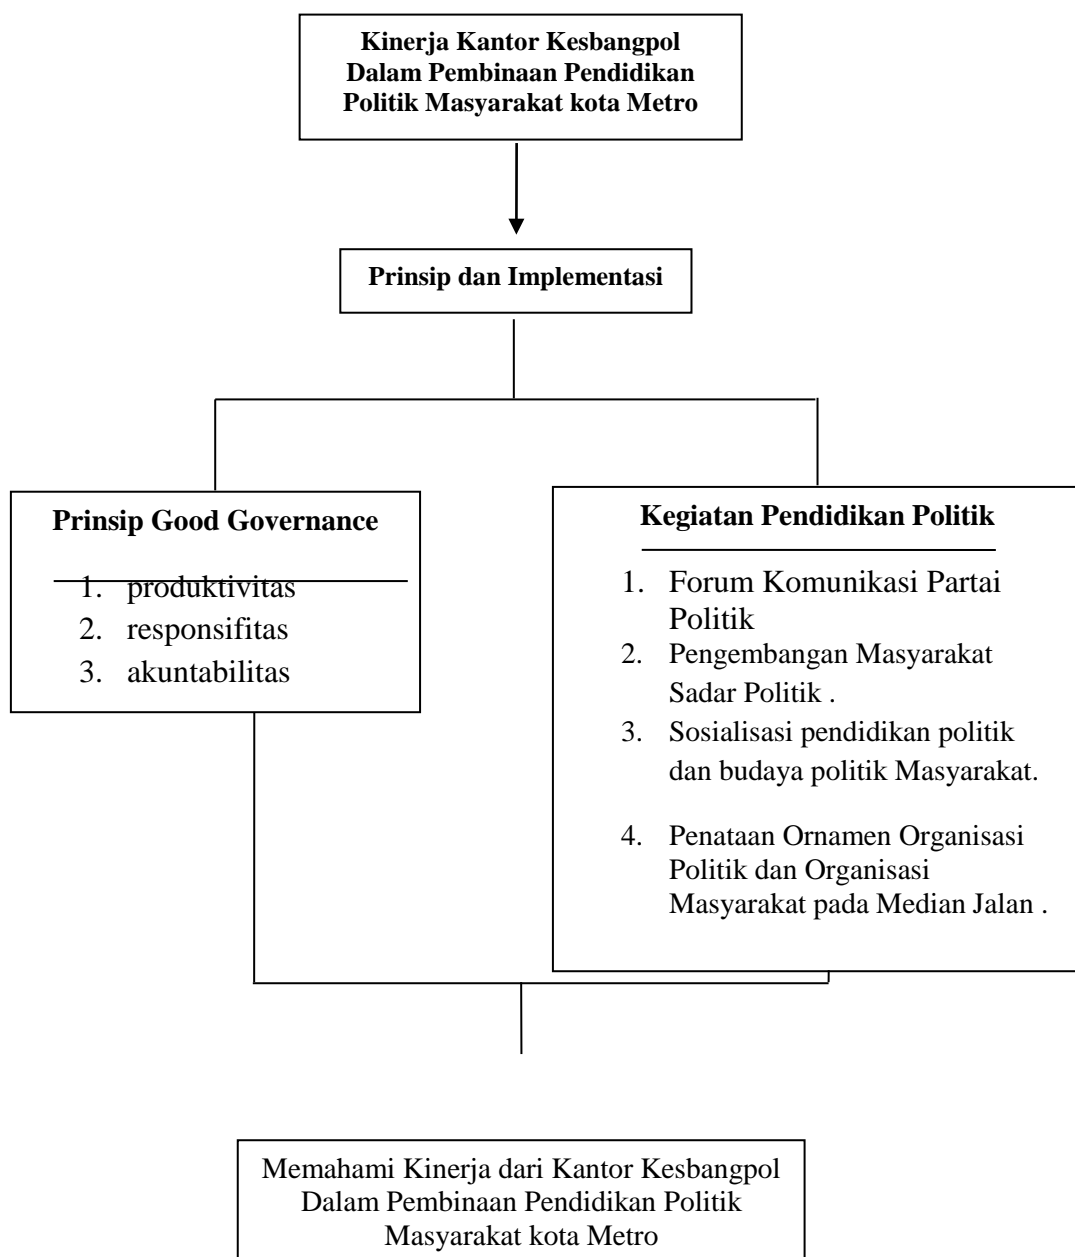 Kinerja Kantor Kesbangpol
Dalam Pembinaan Pendidikan
Politik Masyarakat kota Metro
Prinsip dan Implementasi
Prinsip Good Governance
1. produktivitas
2. responsifitas
3. akuntabilitas
Kegiatan Pendidikan Politik
1. Forum Komunikasi Partai
Politik
2. Pengembangan Masyarakat
Sadar Politik .
3. Sosialisasi pendidikan politik
dan budaya politik Masyarakat.
4. Penataan Ornamen Organisasi
Politik dan Organisasi
Masyarakat pada Median Jalan .
Memahami Kinerja dari Kantor Kesbangpol
Dalam Pembinaan Pendidikan Politik
Masyarakat kota Metro